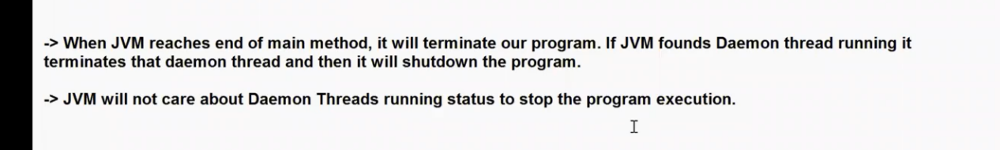 -> When JVM reaches end of main method, it will terminate our program. If JVM founds Daemon thread running it
terminates that daemon thread and then it will shutdown the program.
-> JVM will not care about Daemon Threads running status to stop the program execution.